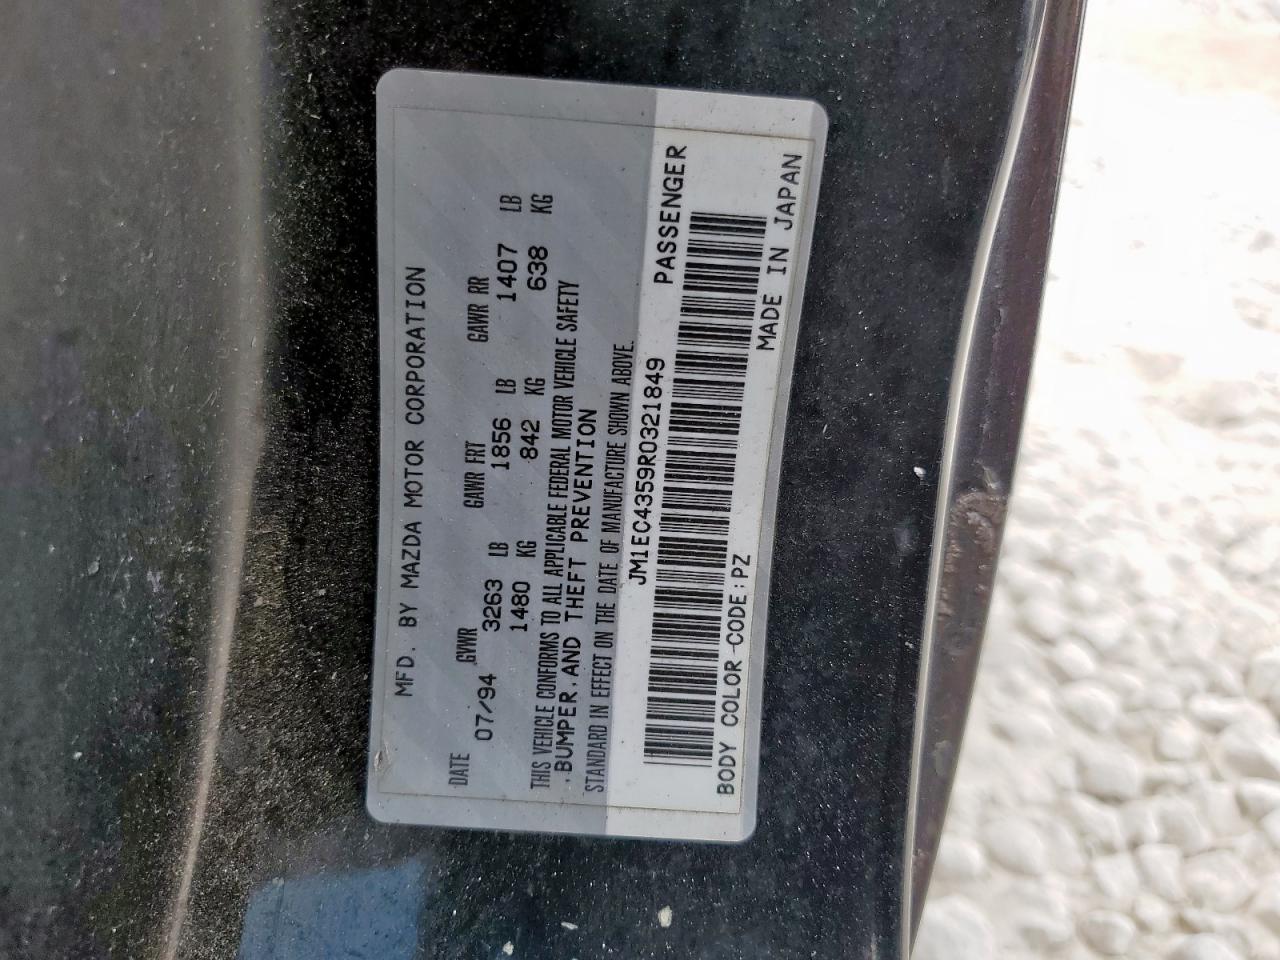 MFD. BY MAZDA MOTOR CORPORATION
DATE GVWR GAWR FRT GAWR RR
07/94 3263 LB 1856 LB 1407 LB
1480 KG 842 KG 638 KG
THIS VEHICLE CONFORMS TO ALL APPLICABLE FEDERAL MOTOR VEHICLE SAFETY
,BUMPER,AND THEFT PREVENTION
STANDARD IN EFFECT ON THE DATE OF MANUFACTURE SHOWN ABOVE.
JM1EC4359R0321849 PASSENGER
BODY COLOR CODE:PZ MADE IN JAPAN